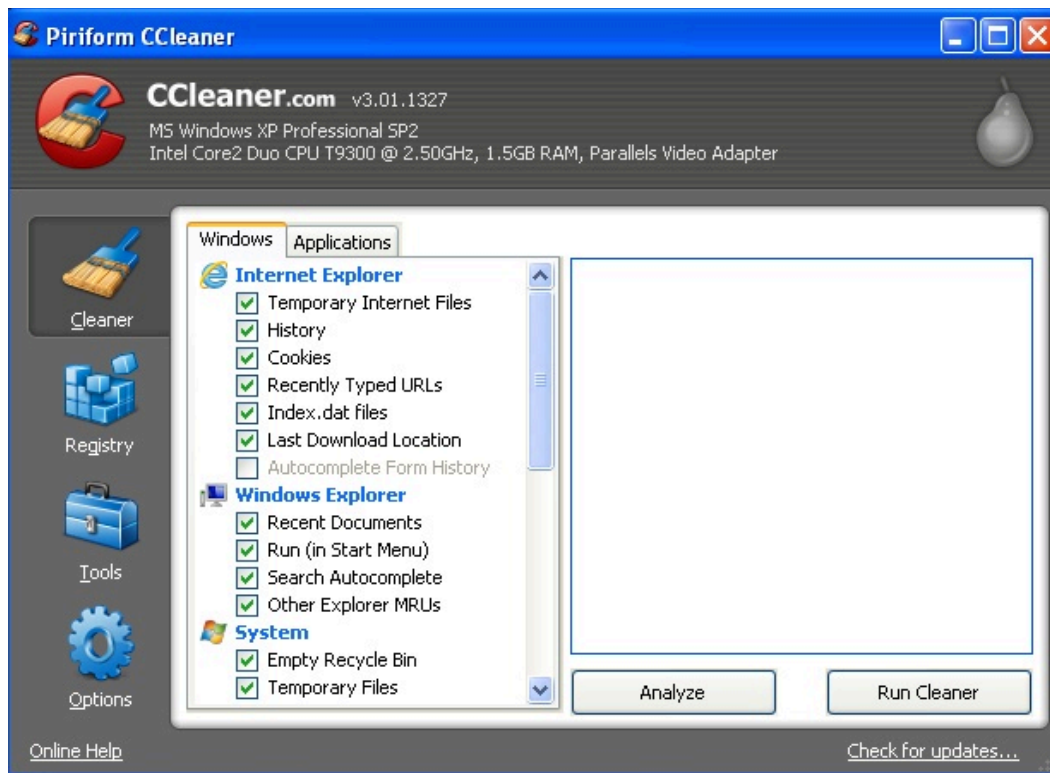 Piriform CCleaner
CCleaner.com v3.01.1327
MS Windows XP Professional SP2
Intel Core2 Duo CPU T9300 @ 2.50GHz, 1.5GB RAM, Parallels Video Adapter
Cleaner
Registry
Tools
Options
Windows
Applications
Internet Explorer
Temporary Internet Files
History
Cookies
Recently Typed URLs
Index.dat files
Last Download Location
Autocomplete Form History
Windows Explorer
Recent Documents
Run (in Start Menu)
Search Autocomplete
Other Explorer MRUs
System
Empty Recycle Bin
Temporary Files
Analyze
Run Cleaner
Online Help
Check for updates...